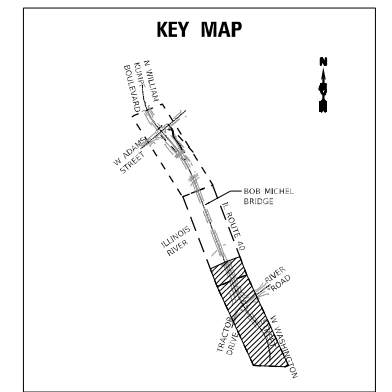 KEY MAP
N WILLIAM
KUMPF
BOULEVARD
N
W ADAMS
STREET
BOB MICHEL
BRIDGE
IL ROUTE 40
ILLINOIS
RIVER
RIVER
ROAD
TRACTOR
DRIVE
W WASHINGTON
STREET